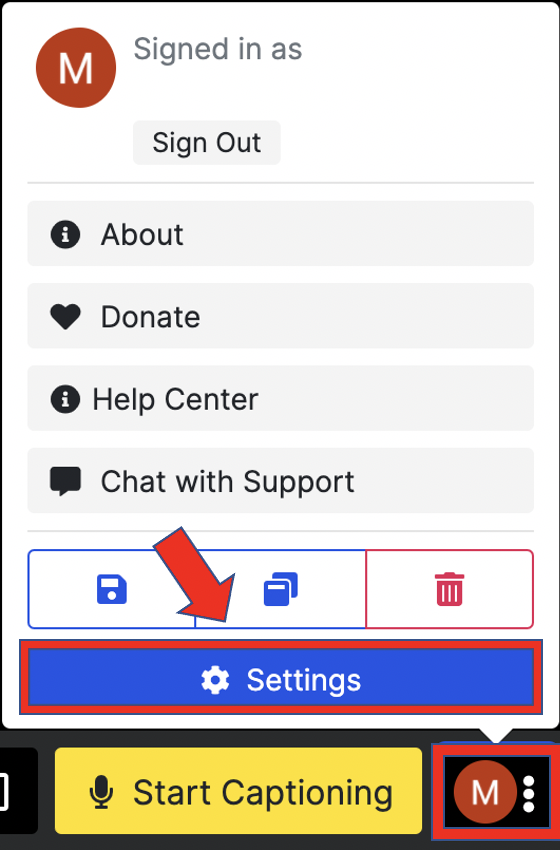 M
Signed in as
Sign Out
About
Donate
Help Center
Chat with Support
Settings
Start Captioning
M